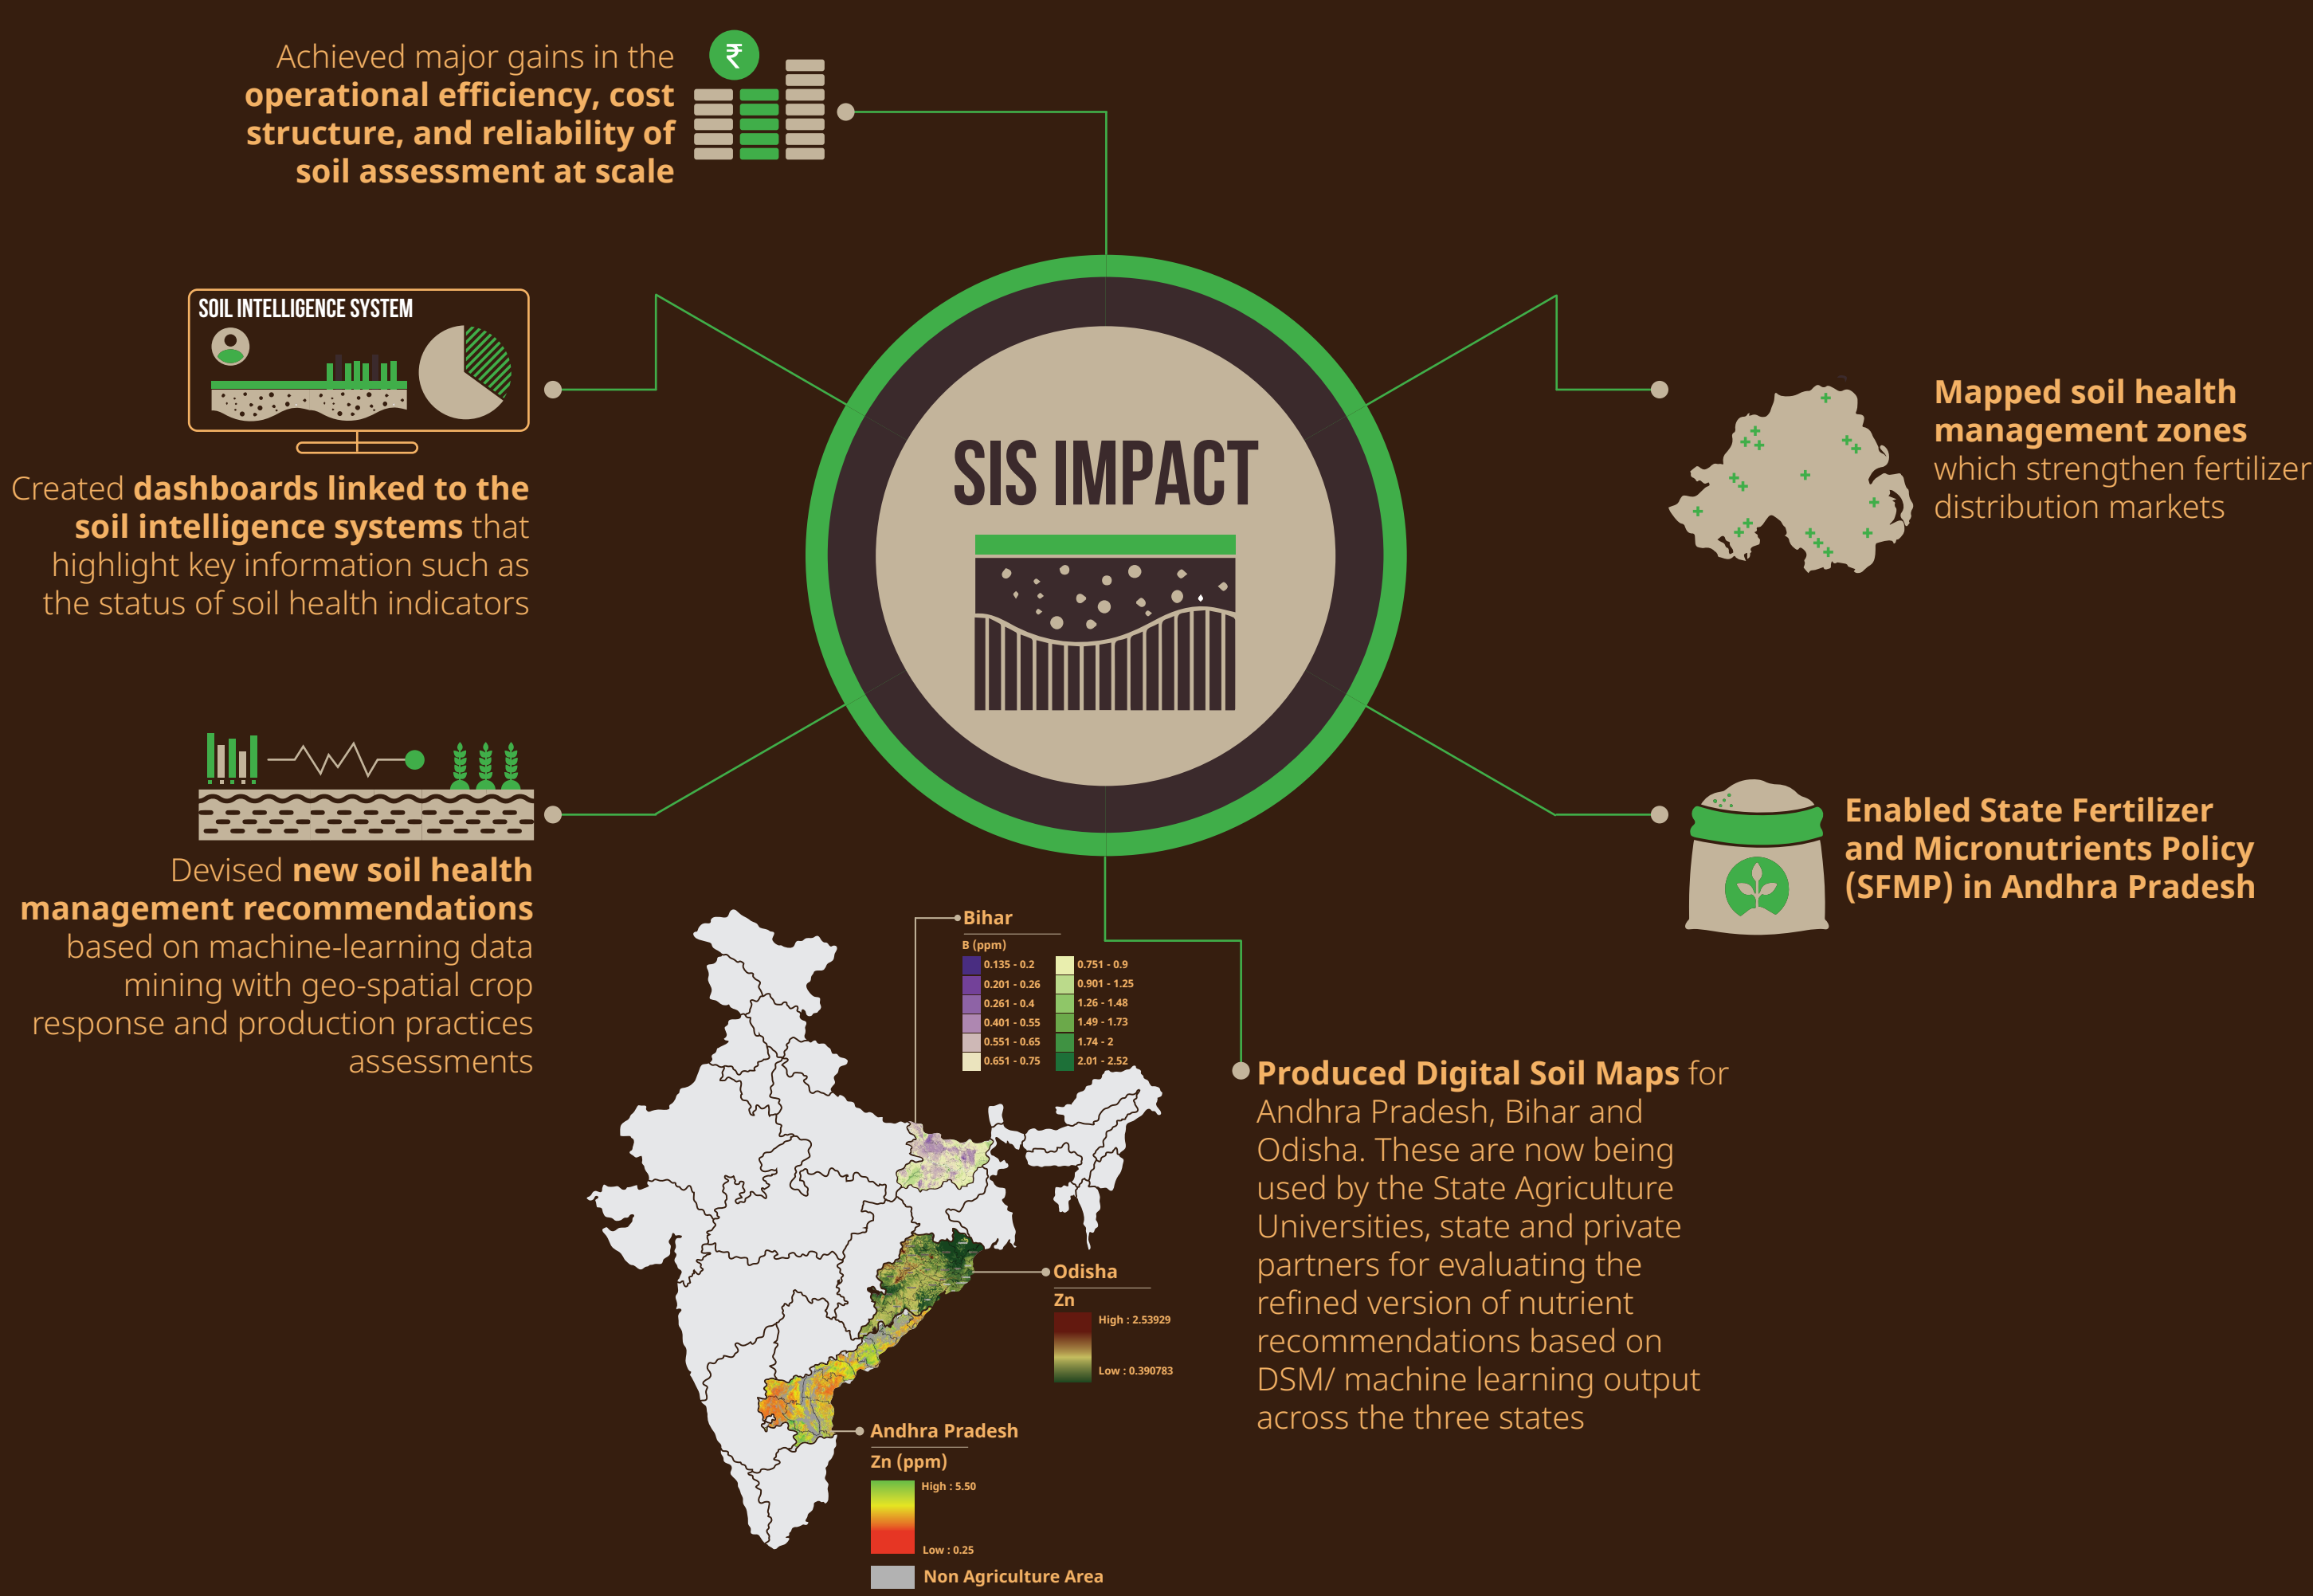 Achieved major gains in the
operational efficiency, cost
structure, and reliability of
soil assessment at scale
₹
SOIL INTELLIGENCE SYSTEM
Created dashboards linked to the
soil intelligence systems that
highlight key information such as
the status of soil health indicators
SIS IMPACT
Mapped soil health
management zones
which strengthen fertilizer
distribution markets
Devised new soil health
management recommendations
based on machine-learning data
mining with geo-spatial crop
response and production practices
assessments
Enabled State Fertilizer
and Micronutrients Policy
(SFMP) in Andhra Pradesh
Bihar
B (ppm)
0.135 - 0.2
0.201 - 0.26
0.261 - 0.4
0.401 - 0.55
0.551 - 0.65
0.651 - 0.75
0.751 - 0.9
0.901 - 1.25
1.26 - 1.48
1.49 - 1.73
1.74 - 2
2.01 - 2.52
Odisha
Zn
High : 2.53929
Low : 0.390783
Andhra Pradesh
Zn (ppm)
High : 5.50
Low : 0.25
Non Agriculture Area
Produced Digital Soil Maps for
Andhra Pradesh, Bihar and
Odisha. These are now being
used by the State Agriculture
Universities, state and private
partners for evaluating the
refined version of nutrient
recommendations based on
DSM/ machine learning output
across the three states